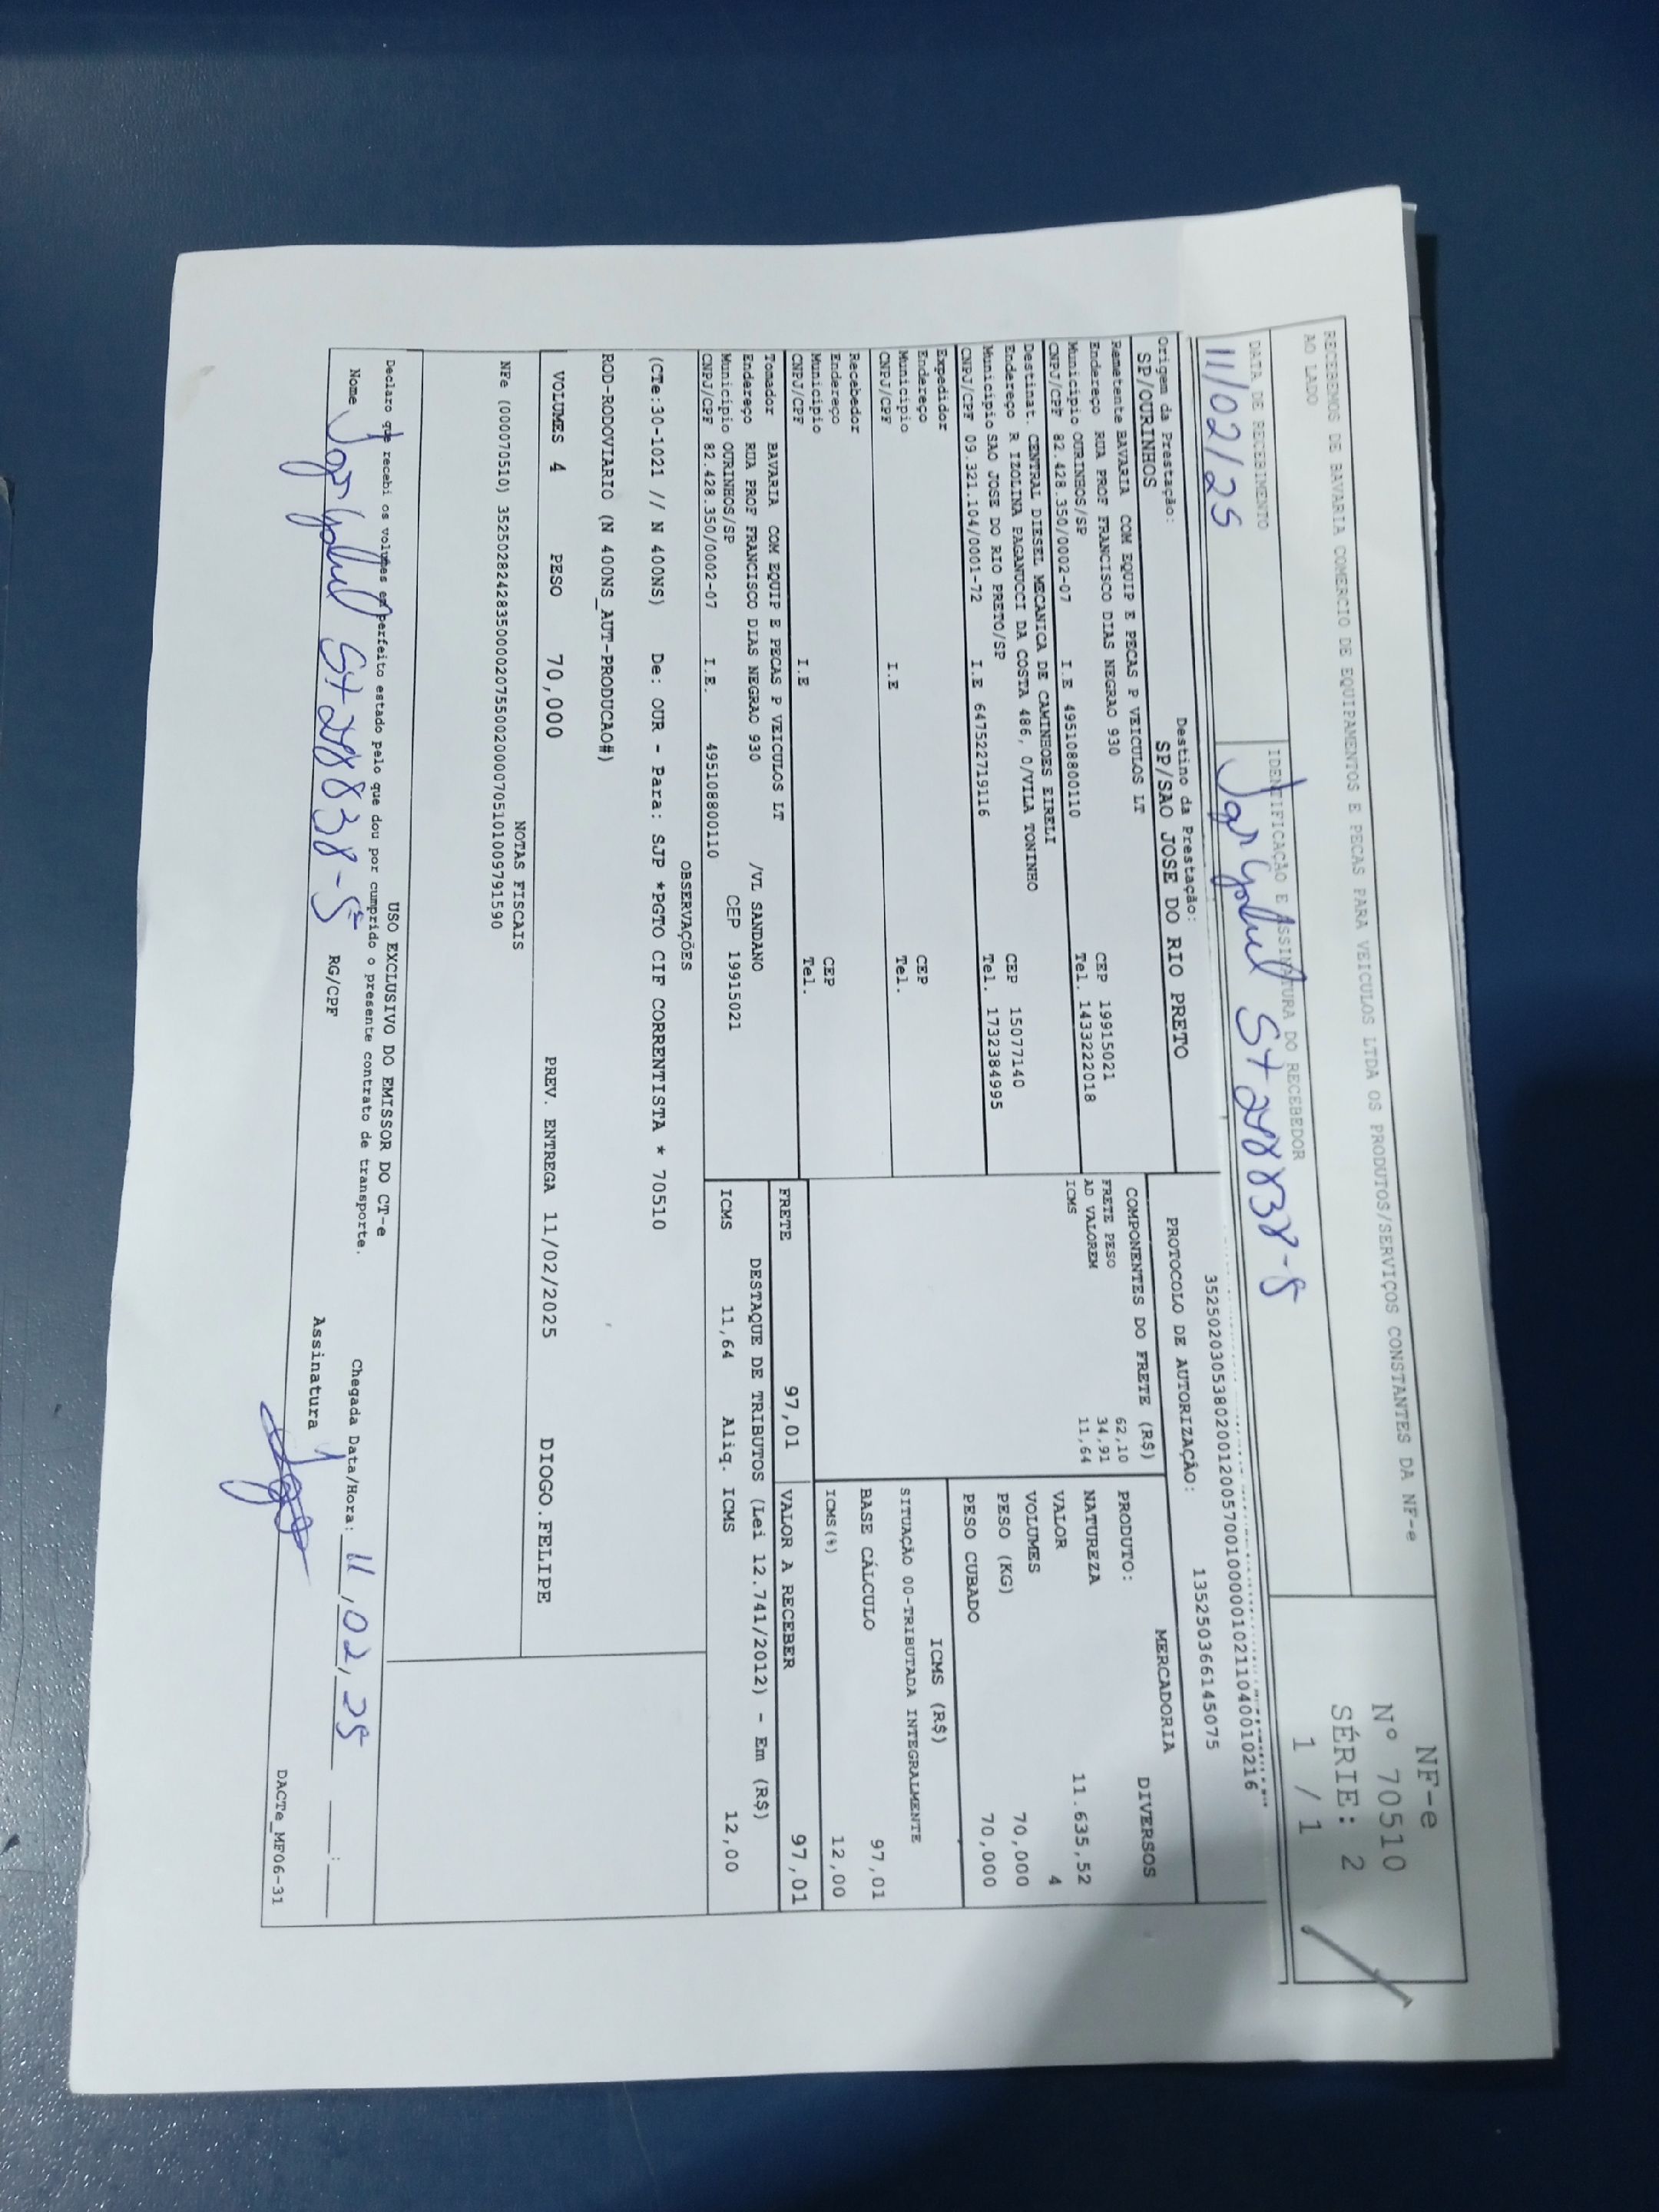 RECEBEMOS DE BAVARIA COMERCIO DE EQUIPAMENTOS E PECAS PARA VEICULOS LTDA OS PRODUTOS/SERVIÇOS CONSTANTES DA NF-e
AO LADO
NF-e
Nº 70510
SÉRIE: 2
1 / 1
DATA DE RECEBIMENTO
11/02/25
IDENTIFICAÇÃO E ASSINATURA DO RECEBEDOR
Origem da Prestação:
SP/OURINHOS
Destino da Prestação:
SP/SAO JOSE DO RIO PRETO
35250203053802001200570010000010211040010216
PROTOCOLO DE AUTORIZAÇÃO: 135250366145075
Remetente BAVARIA COM EQUIP E PECAS P VEICULOS LT
Endereço RUA PROF FRANCISCO DIAS NEGRAO 930 CEP 19915021
Municipio OURINHOS/SP Tel. 1433222018
CNPJ/CPF 82.428.350/0002-07 I.E 495108800110
Destinat. CENTRAL DIESEL MECANICA DE CAMINHOES EIRELI
Endereço R IZOLINA PAGANUCCI DA COSTA 486, 0/VILA TONINHO CEP 15077140
Municipio SAO JOSE DO RIO PRETO/SP Tel. 1732384995
CNPJ/CPF 09.321.104/0001-72 I.E 647522719116
Expedidor
Endereço CEP
Municipio Tel.
CNPJ/CPF I.E
Recebedor
Endereço CEP
Municipio Tel.
CNPJ/CPF I.E
Tomador BAVARIA COM EQUIP E PECAS P VEICULOS LT
Endereço RUA PROF FRANCISCO DIAS NEGRAO 930 /VL SANDANO
Município OURINHOS/SP CEP 19915021
CNPJ/CPF 82.428.350/0002-07 I.E. 495108800110
COMPONENTES DO FRETE (R$)
FRETE PESO 62,10
AD VALOREM 34,91
ICMS 11,64
MERCADORIA
PRODUTO: DIVERSOS
NATUREZA
VALOR 11.635,52
VOLUMES 4
PESO (KG) 70,000
PESO CUBADO 70,000
ICMS (R$)
SITUAÇÃO 00-TRIBUTADA INTEGRALMENTE
BASE CÁLCULO 97,01
ICMS(%) 12,00
FRETE 97,01
VALOR A RECEBER 97,01
DESTAQUE DE TRIBUTOS (Lei 12.741/2012) - Em (R$)
ICMS 11,64 Aliq. ICMS 12,00
OBSERVAÇÕES
(CTe:30-1021 // N 400NS) De: OUR - Para: SJP *PGTO CIF CORRENTISTA * 70510
ROD-RODOVIARIO (N 400NS_AUT-PRODUCAO#)
VOLUMES 4 PESO 70,000 PREV. ENTREGA 11/02/2025 DIOGO.FELIPE
NOTAS FISCAIS
NFe (000070510) 35250282428350000207550020000705101009791590
USO EXCLUSIVO DO EMISSOR DO CT-e
Declaro que recebi os volumes em perfeito estado pelo que dou por cumprido o presente contrato de transporte.
Chegada Data/Hora: 11,02,25 __:__
Nome
RG/CPF
Assinatura
DACTe_MF06-31